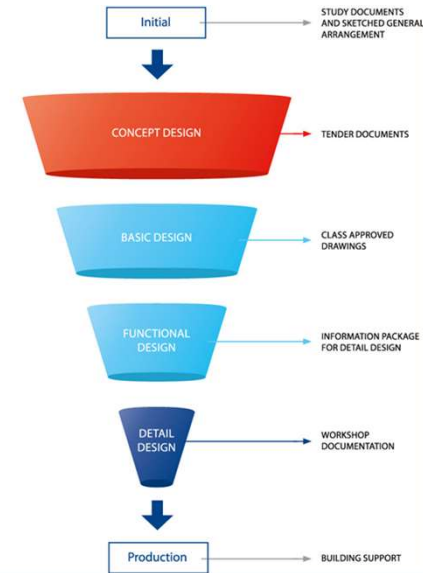 Initial
STUDY DOCUMENTS
AND SKETCHED GENERAL
ARRANGEMENT
CONCEPT DESIGN
TENDER DOCUMENTS
BASIC DESIGN
CLASS APPROVED
DRAWINGS
FUNCTIONAL
DESIGN
INFORMATION PACKAGE
FOR DETAIL DESIGN
DETAIL
DESIGN
WORKSHOP
DOCUMENTATION
Production
BUILDING SUPPORT